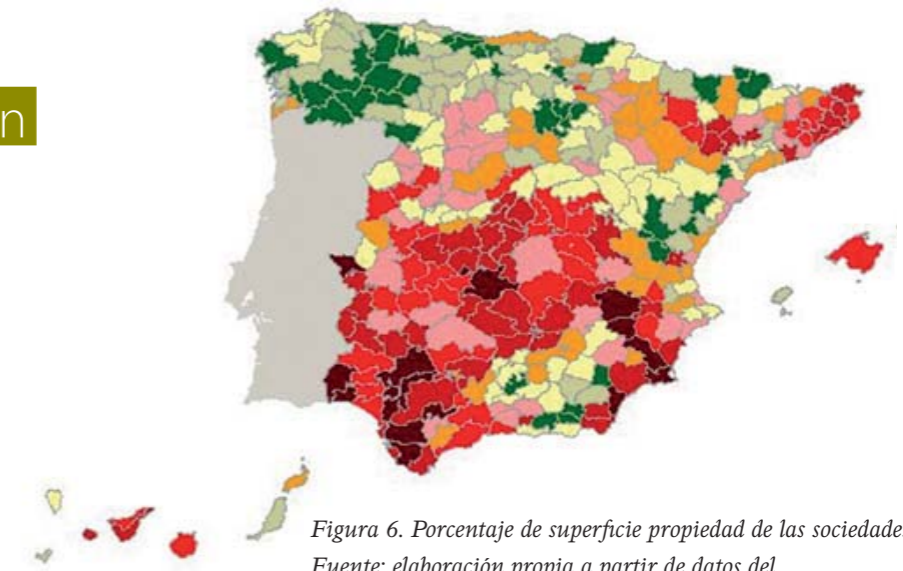 n
Figura 6. Porcentaje de superficie propiedad de las sociedade
Fuente: elaboración propia a partir de datos del